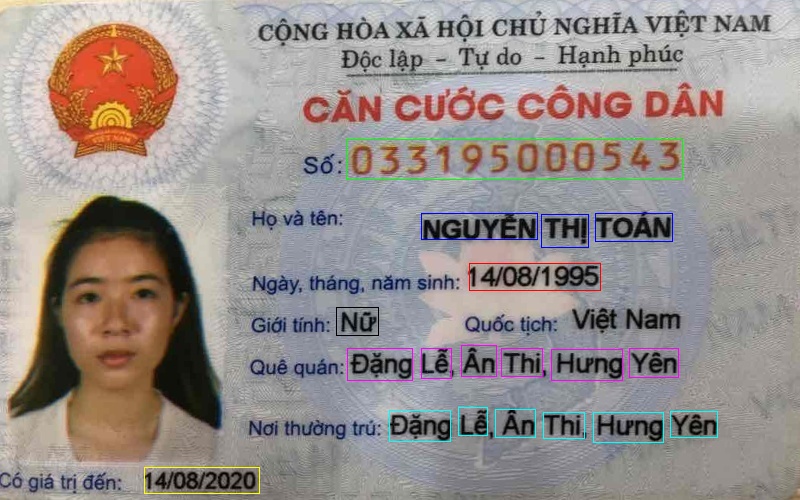 CỘNG HÒA XÃ HỘI CHỦ NGHĨA VIỆT NAM
Độc lập – Tự do – Hạnh phúc
CĂN CƯỚC CÔNG DÂN
Số: 033195000543
Họ và tên: NGUYỄN THỊ TOÁN
Ngày, tháng, năm sinh: 14/08/1995
Giới tính: Nữ Quốc tịch: Việt Nam
Quê quán: Đặng Lễ, Ân Thi, Hưng Yên
Nơi thường trú: Đặng Lễ, Ân Thi, Hưng Yên
Có giá trị đến: 14/08/2020
VIỆT NAM